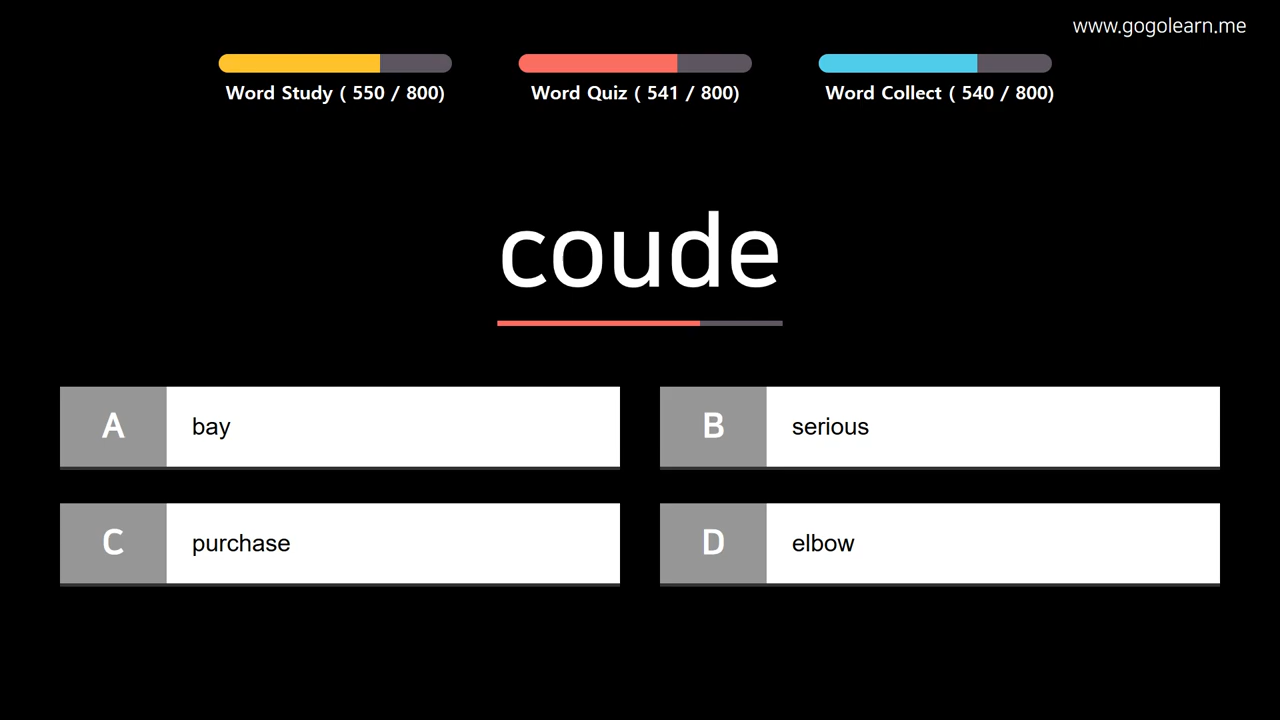 www.gogolearn.me
Word Study ( 550 / 800)
Word Quiz ( 541 / 800)
Word Collect ( 540 / 800)
coude
A bay
B serious
C purchase
D elbow